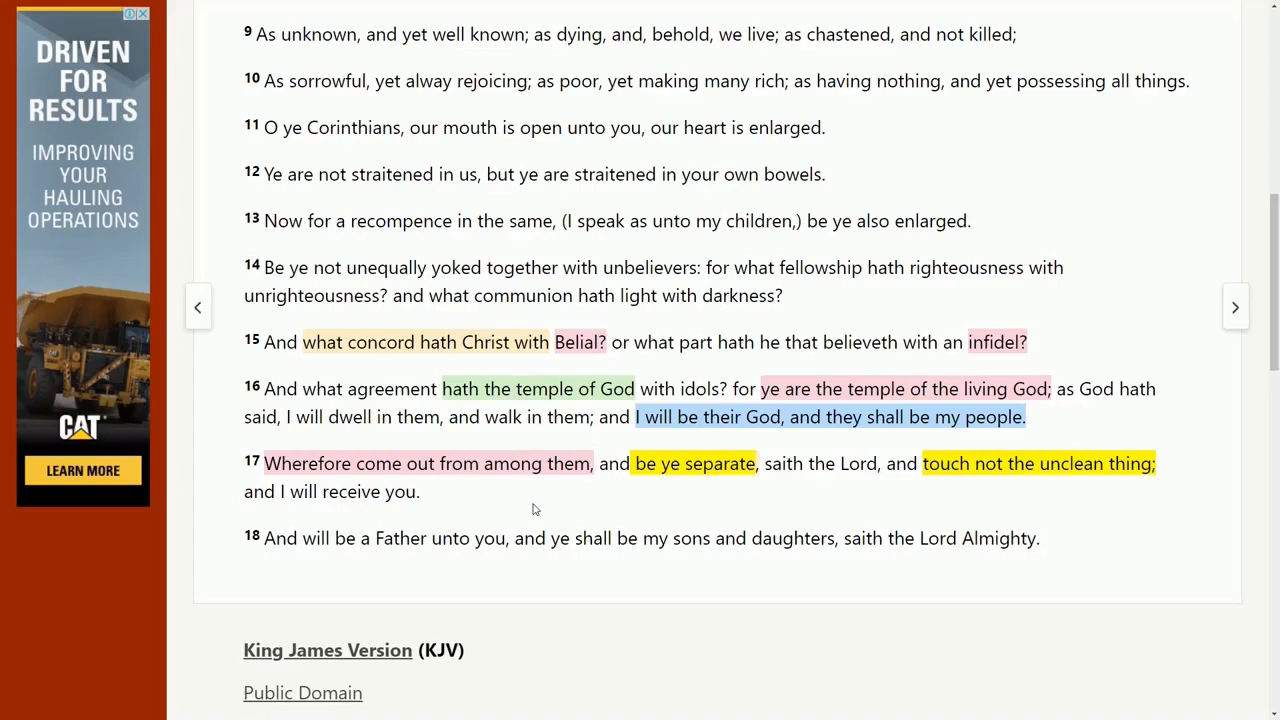 DRIVEN
FOR
RESULTS
IMPROVING
YOUR
HAULING
OPERATIONS
CAT
LEARN MORE
9 As unknown, and yet well known; as dying, and, behold, we live; as chastened, and not killed;
10 As sorrowful, yet alway rejoicing; as poor, yet making many rich; as having nothing, and yet possessing all things.
11 O ye Corinthians, our mouth is open unto you, our heart is enlarged.
12 Ye are not straitened in us, but ye are straitened in your own bowels.
13 Now for a recompence in the same, (I speak as unto my children,) be ye also enlarged.
14 Be ye not unequally yoked together with unbelievers: for what fellowship hath righteousness with
unrighteousness? and what communion hath light with darkness?
15 And what concord hath Christ with Belial? or what part hath he that believeth with an infidel?
16 And what agreement hath the temple of God with idols? for ye are the temple of the living God; as God hath
said, I will dwell in them, and walk in them; and I will be their God, and they shall be my people.
17 Wherefore come out from among them, and be ye separate, saith the Lord, and touch not the unclean thing;
and I will receive you.
18 And will be a Father unto you, and ye shall be my sons and daughters, saith the Lord Almighty.
King James Version (KJV)
Public Domain